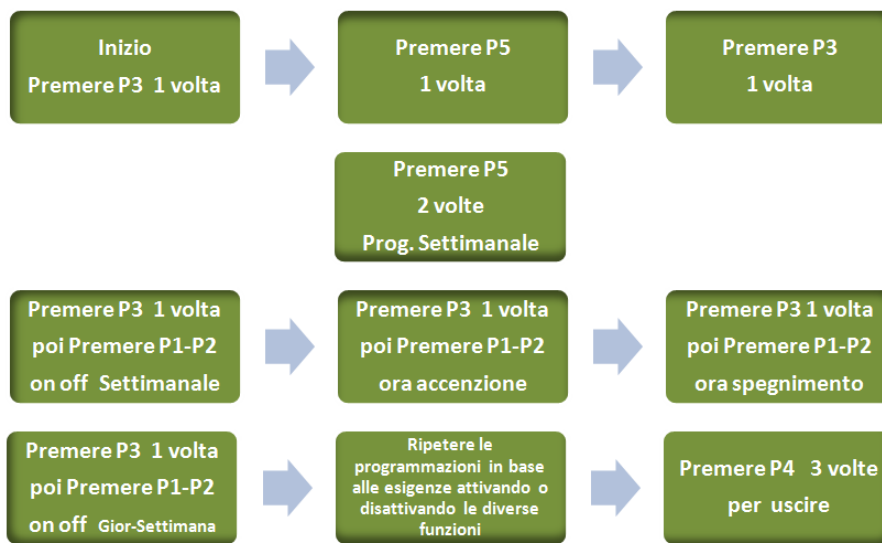 Inizio
Premere P3 1 volta
Premere P5
1 volta
Premere P3
1 volta
Premere P5
2 volte
Prog. Settimanale
Premere P3 1 volta
poi Premere P1-P2
on off Settimanale
Premere P3 1 volta
poi Premere P1-P2
ora accenzione
Premere P3 1 volta
poi Premere P1-P2
ora spegnimento
Premere P3 1 volta
poi Premere P1-P2
on off Gior-Settimana
Ripetere le
programmazioni in base
alle esigenze attivando o
disattivando le diverse
funzioni
Premere P4 3 volte
per uscire